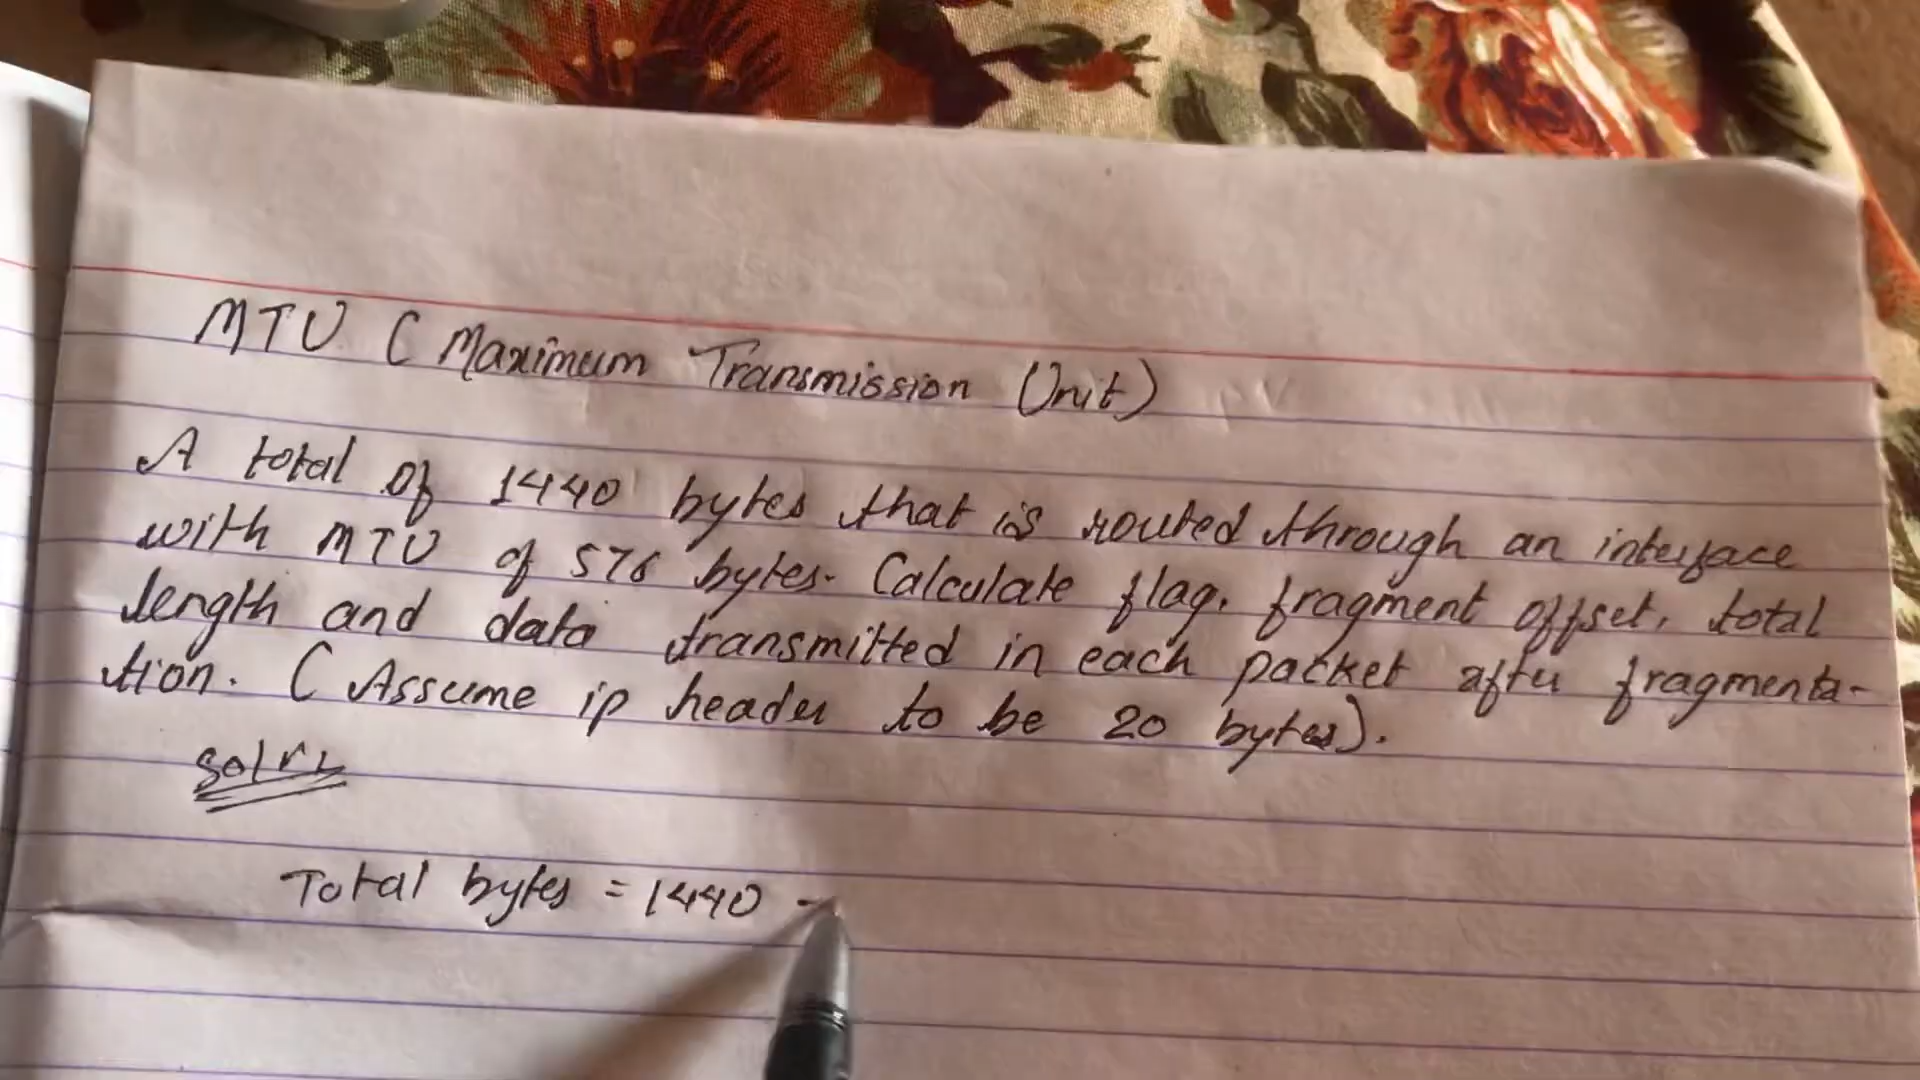 MTU (Maximum Transmission Unit)
A total of 1440 bytes that is routed through an interface
with MTU of 576 bytes. Calculate flag, fragment offset, total
length and data transmitted in each packet after fragmenta-
tion. (Assume ip header to be 20 bytes).
soln
Total bytes = 1440 -